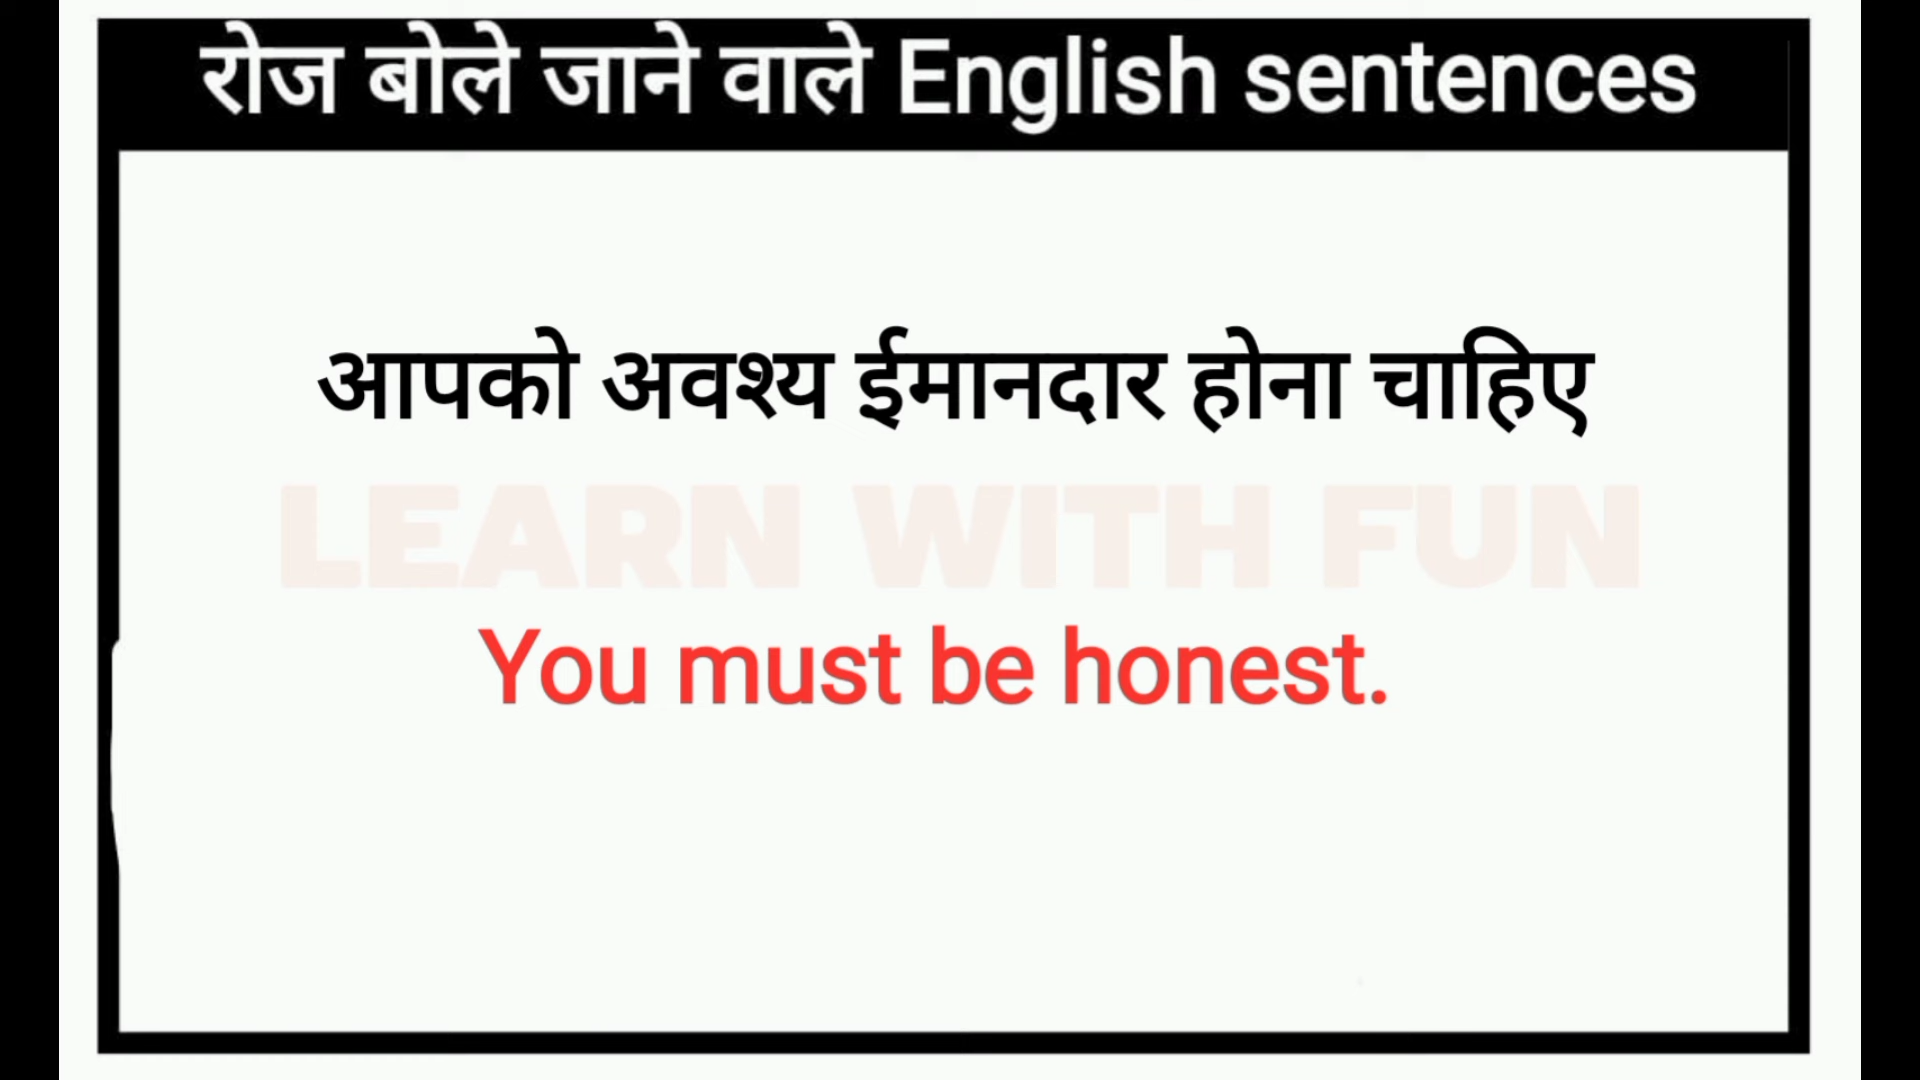 रोज बोले जाने वाले English sentences
आपको अवश्य ईमानदार होना चाहिए
LEARN WITH FUN
You must be honest.